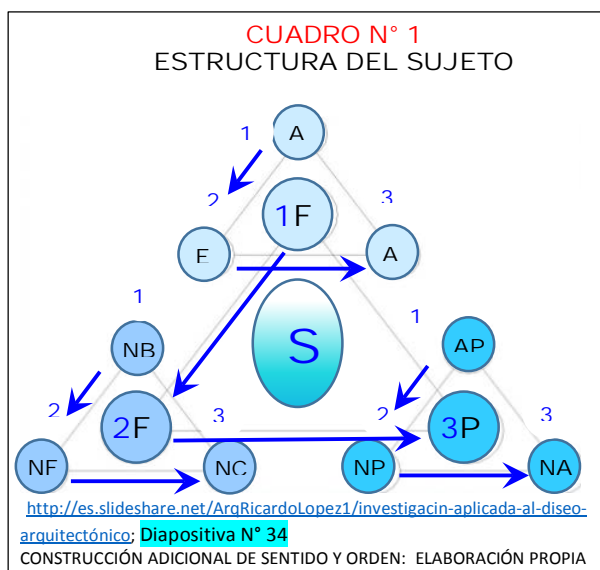 CUADRO N° 1
ESTRUCTURA DEL SUJETO
1 A
2 3
1F
F A
1
S 1
NB AP
2 2F 3 2 3P 3
NF NC NP NA
http://es.slideshare.net/ArqRicardoLopez1/investigacin-aplicada-al-diseo-
arquitectónico; Diapositiva N° 34
CONSTRUCCIÓN ADICIONAL DE SENTIDO Y ORDEN: ELABORACIÓN PROPIA